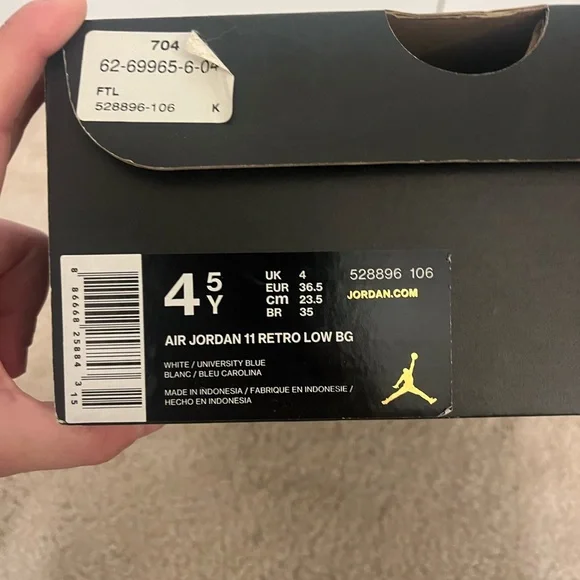 704
62-69965-6-04
FTL
528896-106 K
4 5 Y
UK 4
EUR 36.5
cm 23.5
BR 35
528896 106
JORDAN.COM
AIR JORDAN 11 RETRO LOW BG
WHITE / UNIVERSITY BLUE
BLANC / BLEU CAROLINA
MADE IN INDONESIA / FABRIQUE EN INDONESIE /
HECHO EN INDONESIA
8 86668 25884 3 15